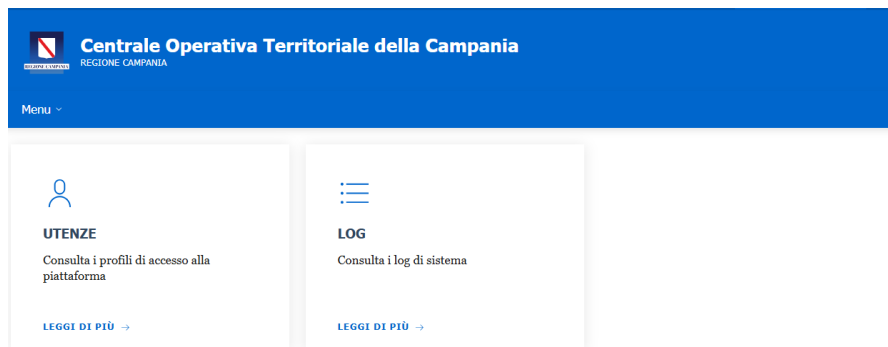 Centrale Operativa Territoriale della Campania
REGIONE CAMPANIA
REGIONE CAMPANIA
Menu
UTENZE
Consulta i profili di accesso alla
piattaforma
LEGGI DI PIÙ →
LOG
Consulta i log di sistema
LEGGI DI PIÙ →